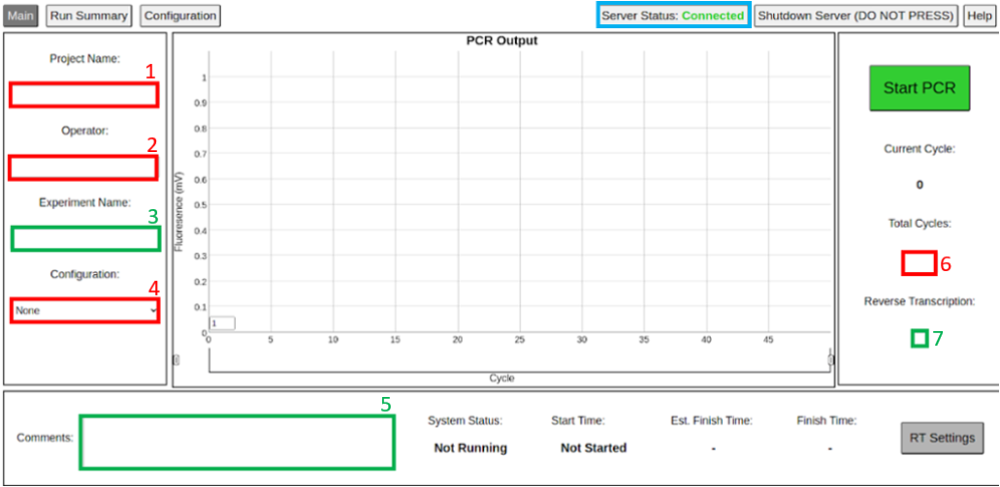 Main Run Summary Configuration Server Status: Connected Shutdown Server (DO NOT PRESS) Help
Project Name:
1
Operator:
2
Experiment Name:
3
Configuration:
4
None
PCR Output
Fluoresence (mV)
1
0.9
0.8
0.7
0.6
0.5
0.4
0.3
0.2
0.1
0
1
0 5 10 15 20 25 30 35 40 45
Cycle
Start PCR
Current Cycle:
0
Total Cycles:
6
Reverse Transcription:
7
Comments:
5
System Status: Start Time: Est. Finish Time: Finish Time:
Not Running Not Started - -
RT Settings